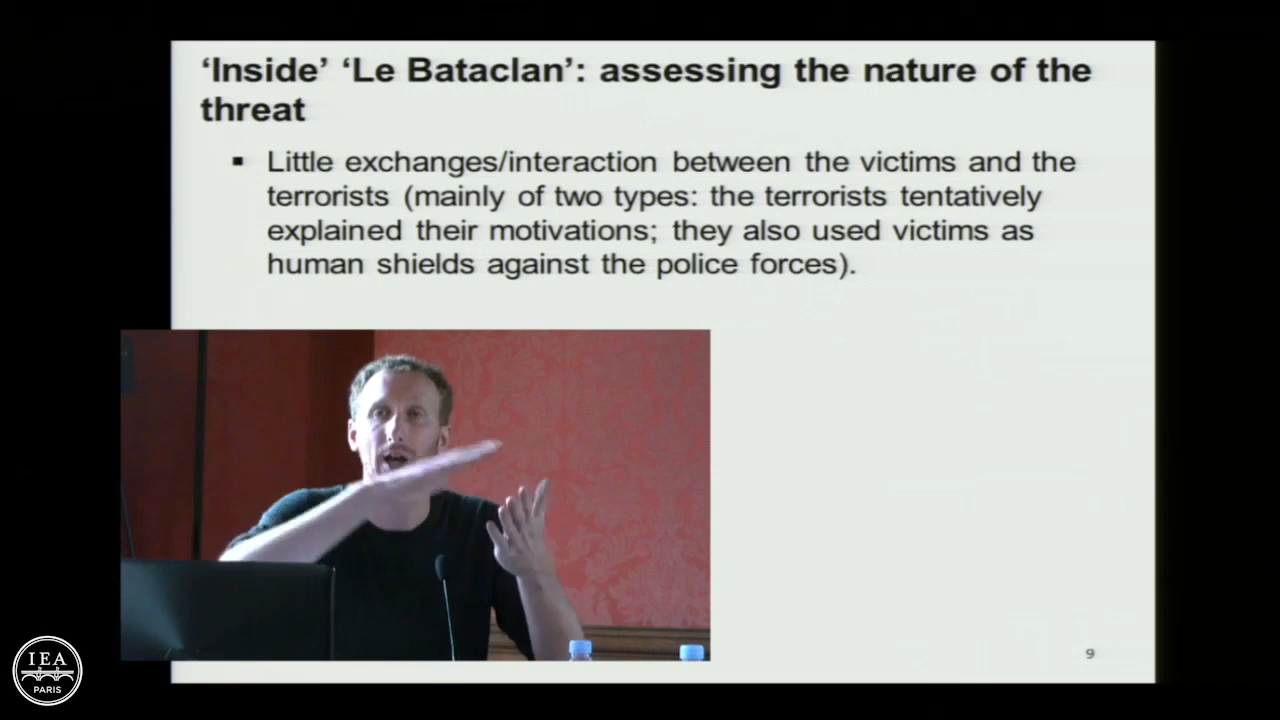 ‘Inside’ ‘Le Bataclan’: assessing the nature of the
threat
▪ Little exchanges/interaction between the victims and the
terrorists (mainly of two types: the terrorists tentatively
explained their motivations; they also used victims as
human shields against the police forces).
9
IEA
PARIS